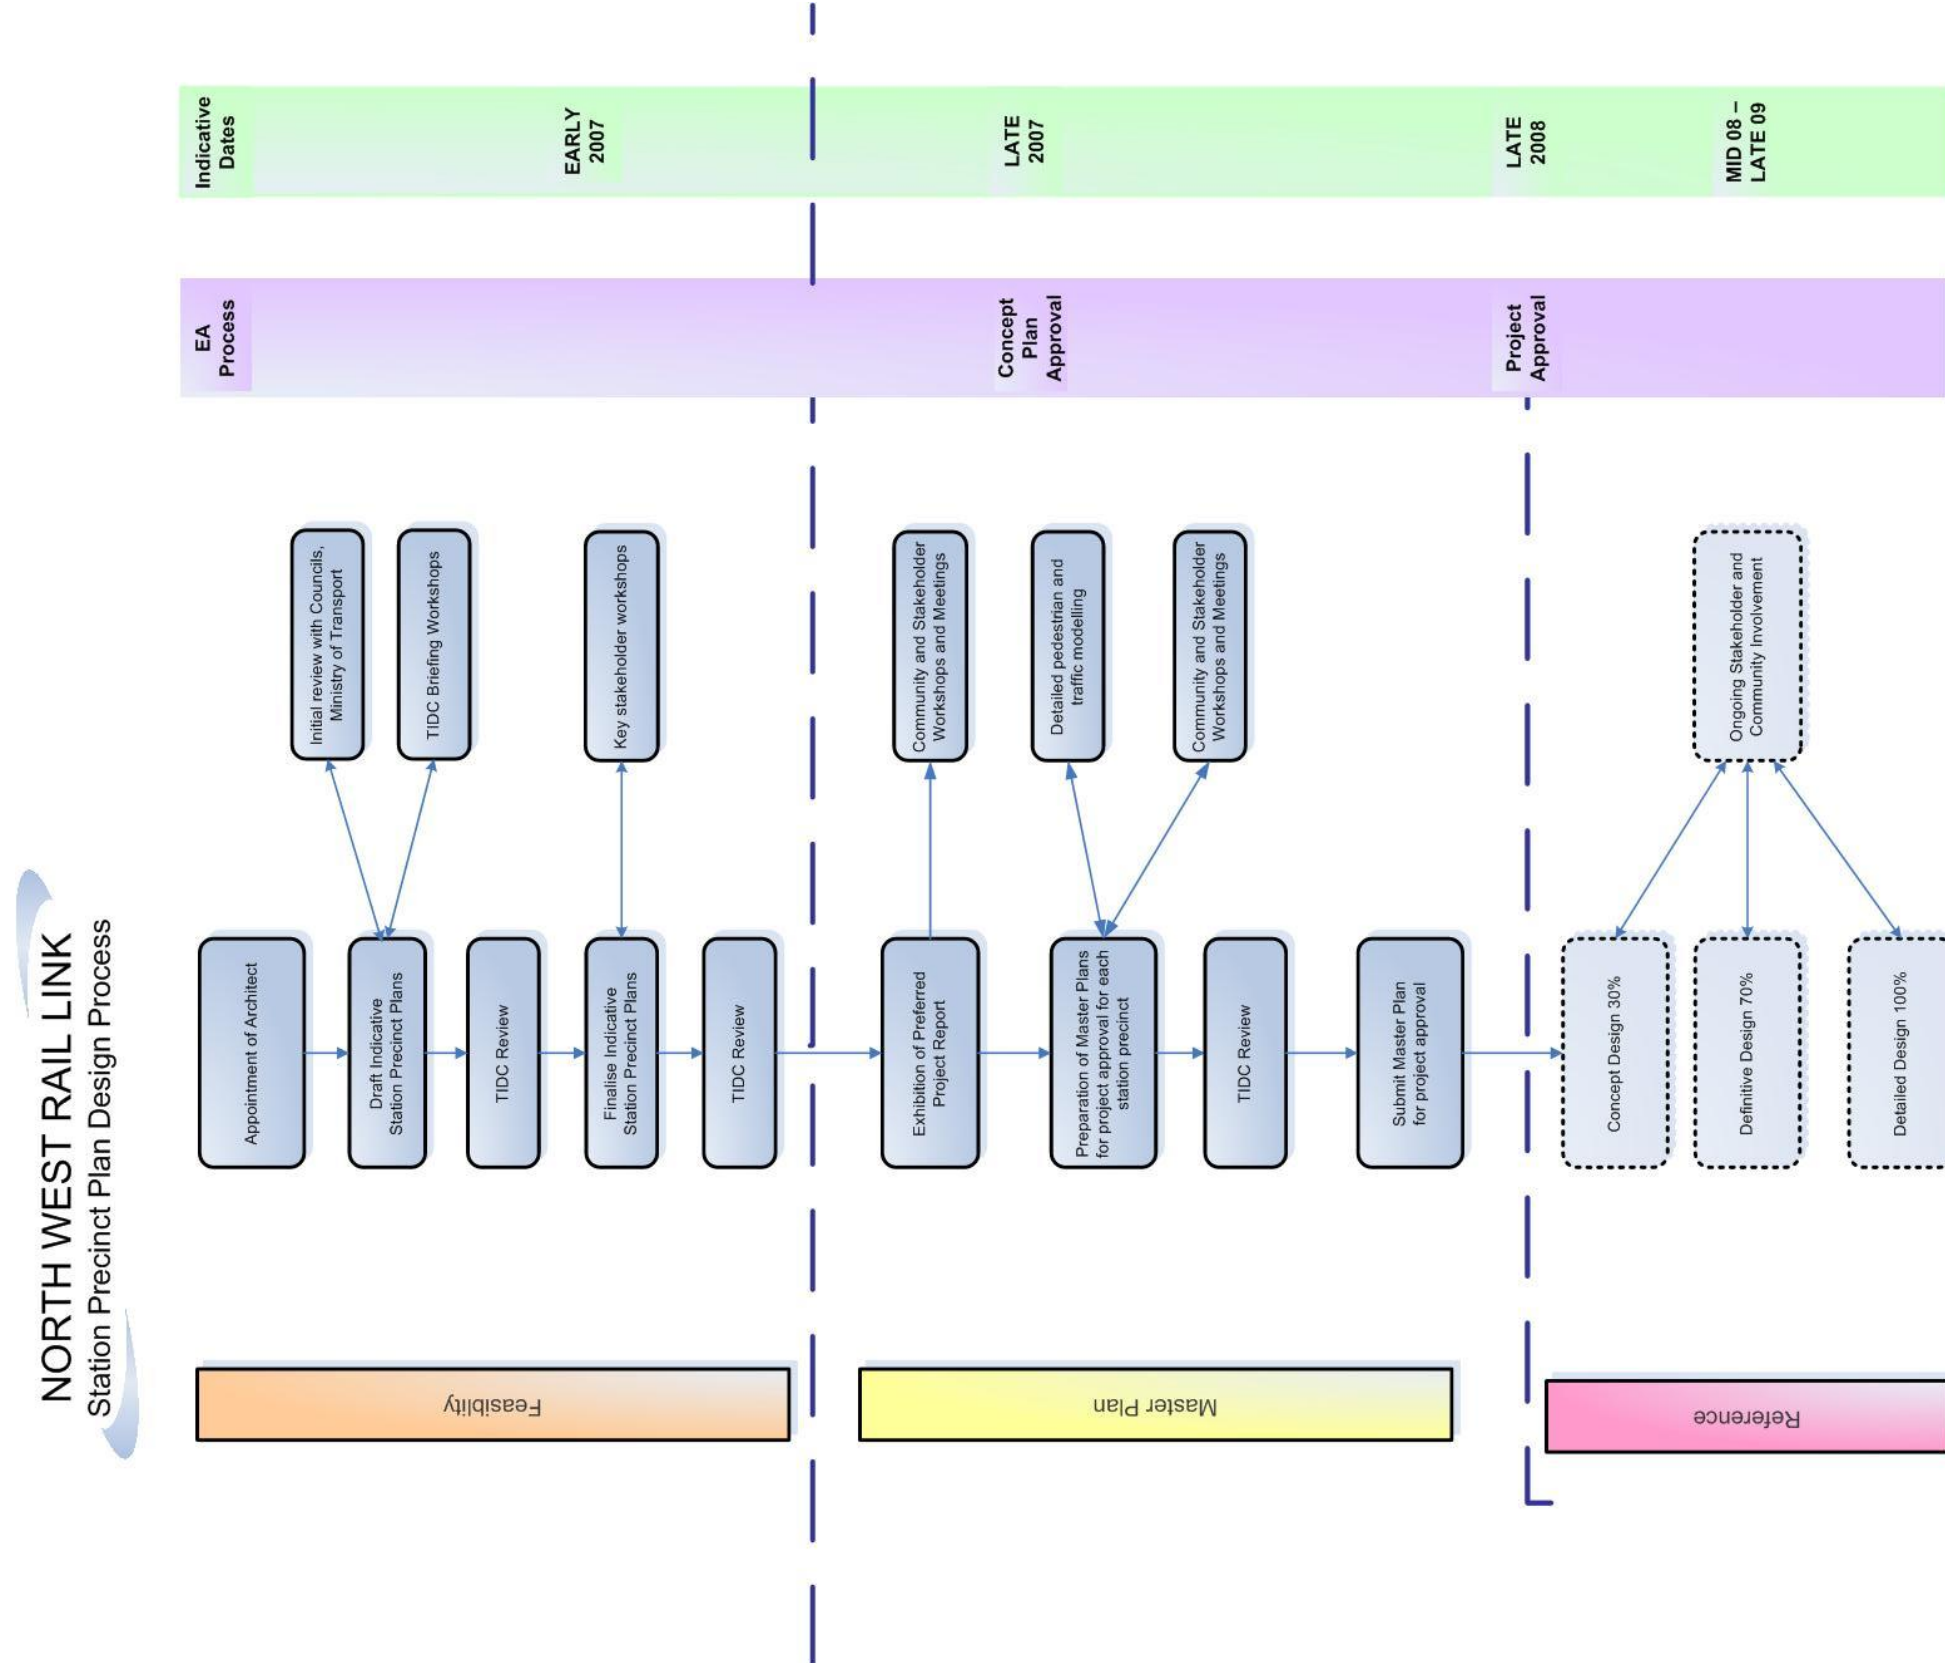 NORTH WEST RAIL LINK
Station Precinct Plan Design Process
Indicative
Dates
EA
Process
Feasiblity
Appointment of Architect
Draft Indicative
Station Precinct Plans
Initial review with Councils,
Ministry of Transport
TIDC Briefing Workshops
TIDC Review
Finalise Indicative
Station Precinct Plans
Key stakeholder workshops
TIDC Review
EARLY
2007
Master Plan
Exhibition of Preferred
Project Report
Community and Stakeholder
Workshops and Meetings
Preparation of Master Plans
for project approval for each
station precinct
Detailed pedestrian and
traffic modelling
Community and Stakeholder
Workshops and Meetings
TIDC Review
Submit Master Plan
for project approval
Concept
Plan
Approval
LATE
2007
Project
Approval
LATE
2008
Reference
Concept Design 30%
Definitive Design 70%
Detailed Design 100%
Ongoing Stakeholder and
Community Involvement
MID 08 –
LATE 09